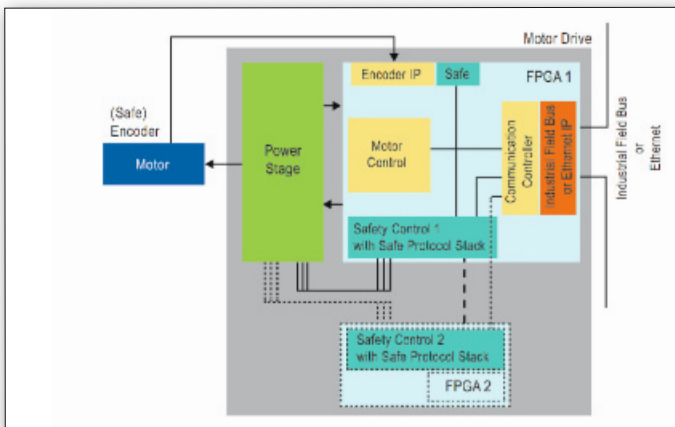 Motor Drive
Encoder IP
Safe
FPGA 1
(Safe)
Encoder
Motor
Power
Stage
Motor
Control
Communication
Controller
Industrial Field Bus
or Ethernet IP
Industrial Field Bus
or
Ethernet
Safety Control 1
with Safe Protocol Stack
Safety Control 2
with Safe Protocol Stack
FPGA 2